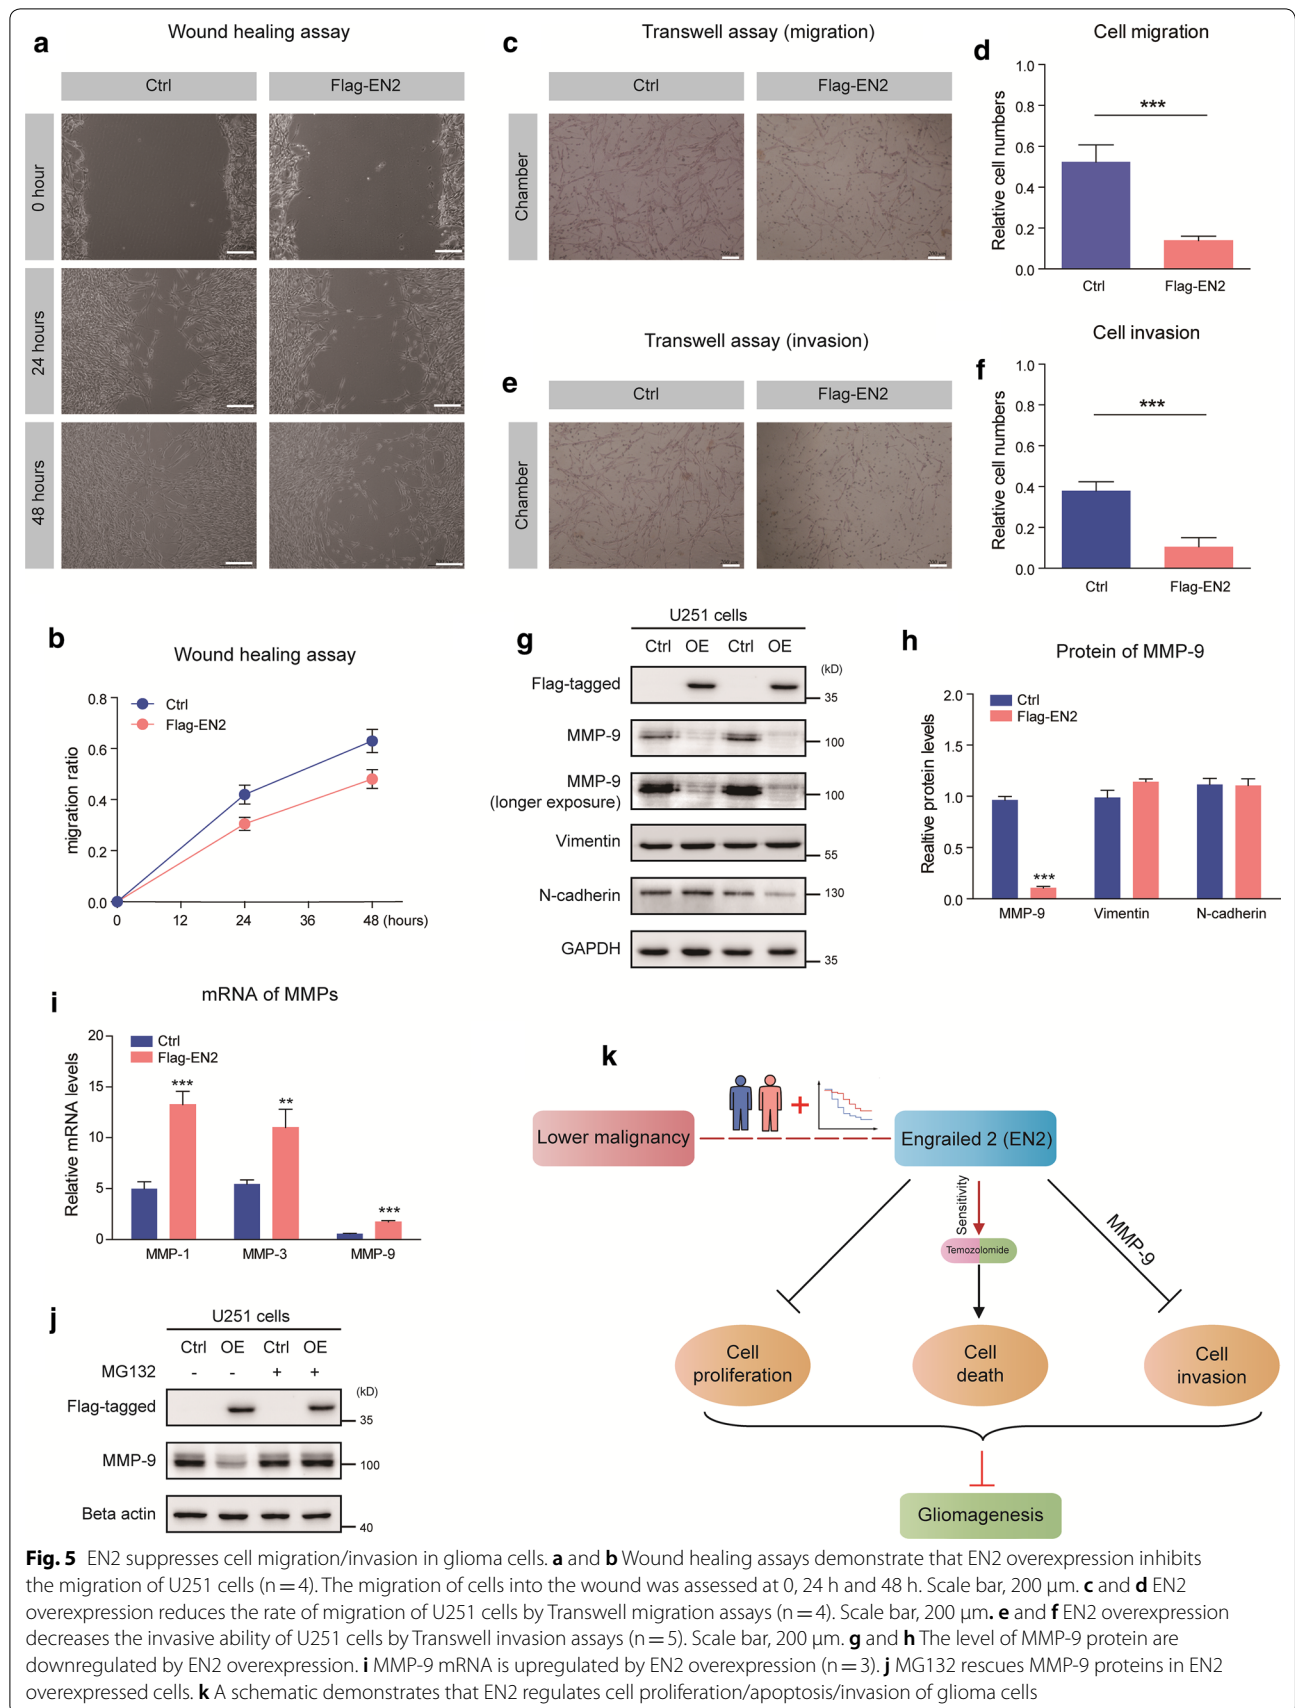 a
Wound healing assay
Ctrl
Flag-EN2
0 hour
24 hours
48 hours
b
Wound healing assay
Ctrl
Flag-EN2
migration ratio
0.8
0.6
0.4
0.2
0.0
0 12 24 36 48 (hours)
c
Transwell assay (migration)
Ctrl
Flag-EN2
Chamber
200 µm
200 µm
d
Cell migration
Relative cell numbers
1.0
0.8
0.6
0.4
0.2
0.0
***
Ctrl
Flag-EN2
Transwell assay (invasion)
e
Ctrl
Flag-EN2
Chamber
200 µm
200 µm
Cell invasion
f
Relative cell numbers
1.0
0.8
0.6
0.4
0.2
0.0
***
Ctrl
Flag-EN2
g
U251 cells
Ctrl OE Ctrl OE
(kD)
Flag-tagged
35
MMP-9
100
MMP-9
(longer exposure)
100
Vimentin
55
N-cadherin
130
GAPDH
35
h
Protein of MMP-9
Ctrl
Flag-EN2
Realtive protein levels
2.0
1.5
1.0
0.5
0.0
***
MMP-9
Vimentin
N-cadherin
i
mRNA of MMPs
Ctrl
Flag-EN2
Relative mRNA levels
20
15
10
5
0
***
**
***
MMP-1
MMP-3
MMP-9
j
U251 cells
Ctrl OE Ctrl OE
MG132 - - + +
(kD)
Flag-tagged
35
MMP-9
100
Beta actin
40
k
Lower malignancy
+
Engrailed 2 (EN2)
Sensitivity
Temozolomide
MMP-9
Cell
proliferation
Cell
death
Cell
invasion
Gliomagenesis
Fig. 5 EN2 suppresses cell migration/invasion in glioma cells. a and b Wound healing assays demonstrate that EN2 overexpression inhibits
the migration of U251 cells (n = 4). The migration of cells into the wound was assessed at 0, 24 h and 48 h. Scale bar, 200 µm. c and d EN2
overexpression reduces the rate of migration of U251 cells by Transwell migration assays (n = 4). Scale bar, 200 µm. e and f EN2 overexpression
decreases the invasive ability of U251 cells by Transwell invasion assays (n = 5). Scale bar, 200 µm. g and h The level of MMP-9 protein are
downregulated by EN2 overexpression. i MMP-9 mRNA is upregulated by EN2 overexpression (n = 3). j MG132 rescues MMP-9 proteins in EN2
overexpressed cells. k A schematic demonstrates that EN2 regulates cell proliferation/apoptosis/invasion of glioma cells